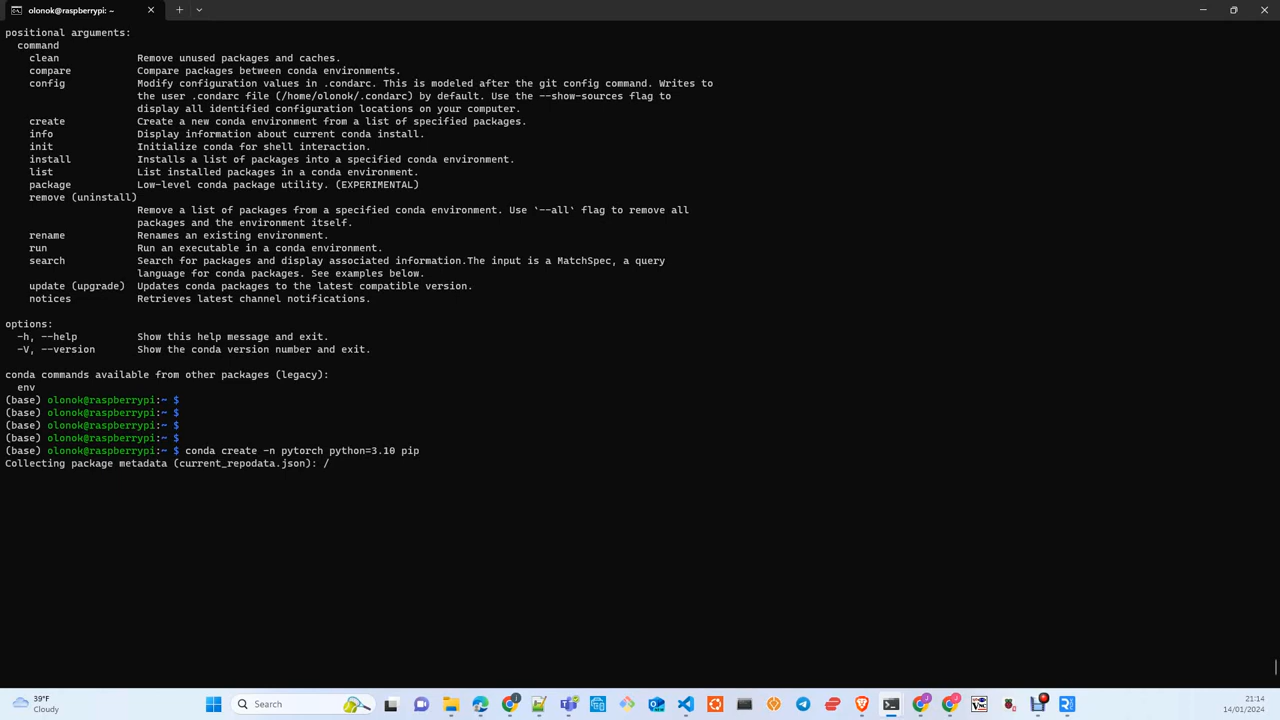 olonok@raspberrypi: ~
positional arguments:
command
clean Remove unused packages and caches.
compare Compare packages between conda environments.
config Modify configuration values in .condarc. This is modeled after the git config command. Writes to
the user .condarc file (/home/olonok/.condarc) by default. Use the --show-sources flag to
display all identified configuration locations on your computer.
create Create a new conda environment from a list of specified packages.
info Display information about current conda install.
init Initialize conda for shell interaction.
install Installs a list of packages into a specified conda environment.
list List installed packages in a conda environment.
package Low-level conda package utility. (EXPERIMENTAL)
remove (uninstall)
Remove a list of packages from a specified conda environment. Use `--all` flag to remove all
packages and the environment itself.
rename Renames an existing environment.
run Run an executable in a conda environment.
search Search for packages and display associated information.The input is a MatchSpec, a query
language for conda packages. See examples below.
update (upgrade) Updates conda packages to the latest compatible version.
notices Retrieves latest channel notifications.
options:
-h, --help Show this help message and exit.
-V, --version Show the conda version number and exit.
conda commands available from other packages (legacy):
env
(base) olonok@raspberrypi:~ $
(base) olonok@raspberrypi:~ $
(base) olonok@raspberrypi:~ $
(base) olonok@raspberrypi:~ $
(base) olonok@raspberrypi:~ $ conda create -n pytorch python=3.10 pip
Collecting package metadata (current_repodata.json): /
39°F
Cloudy
Search
21:14
14/01/2024